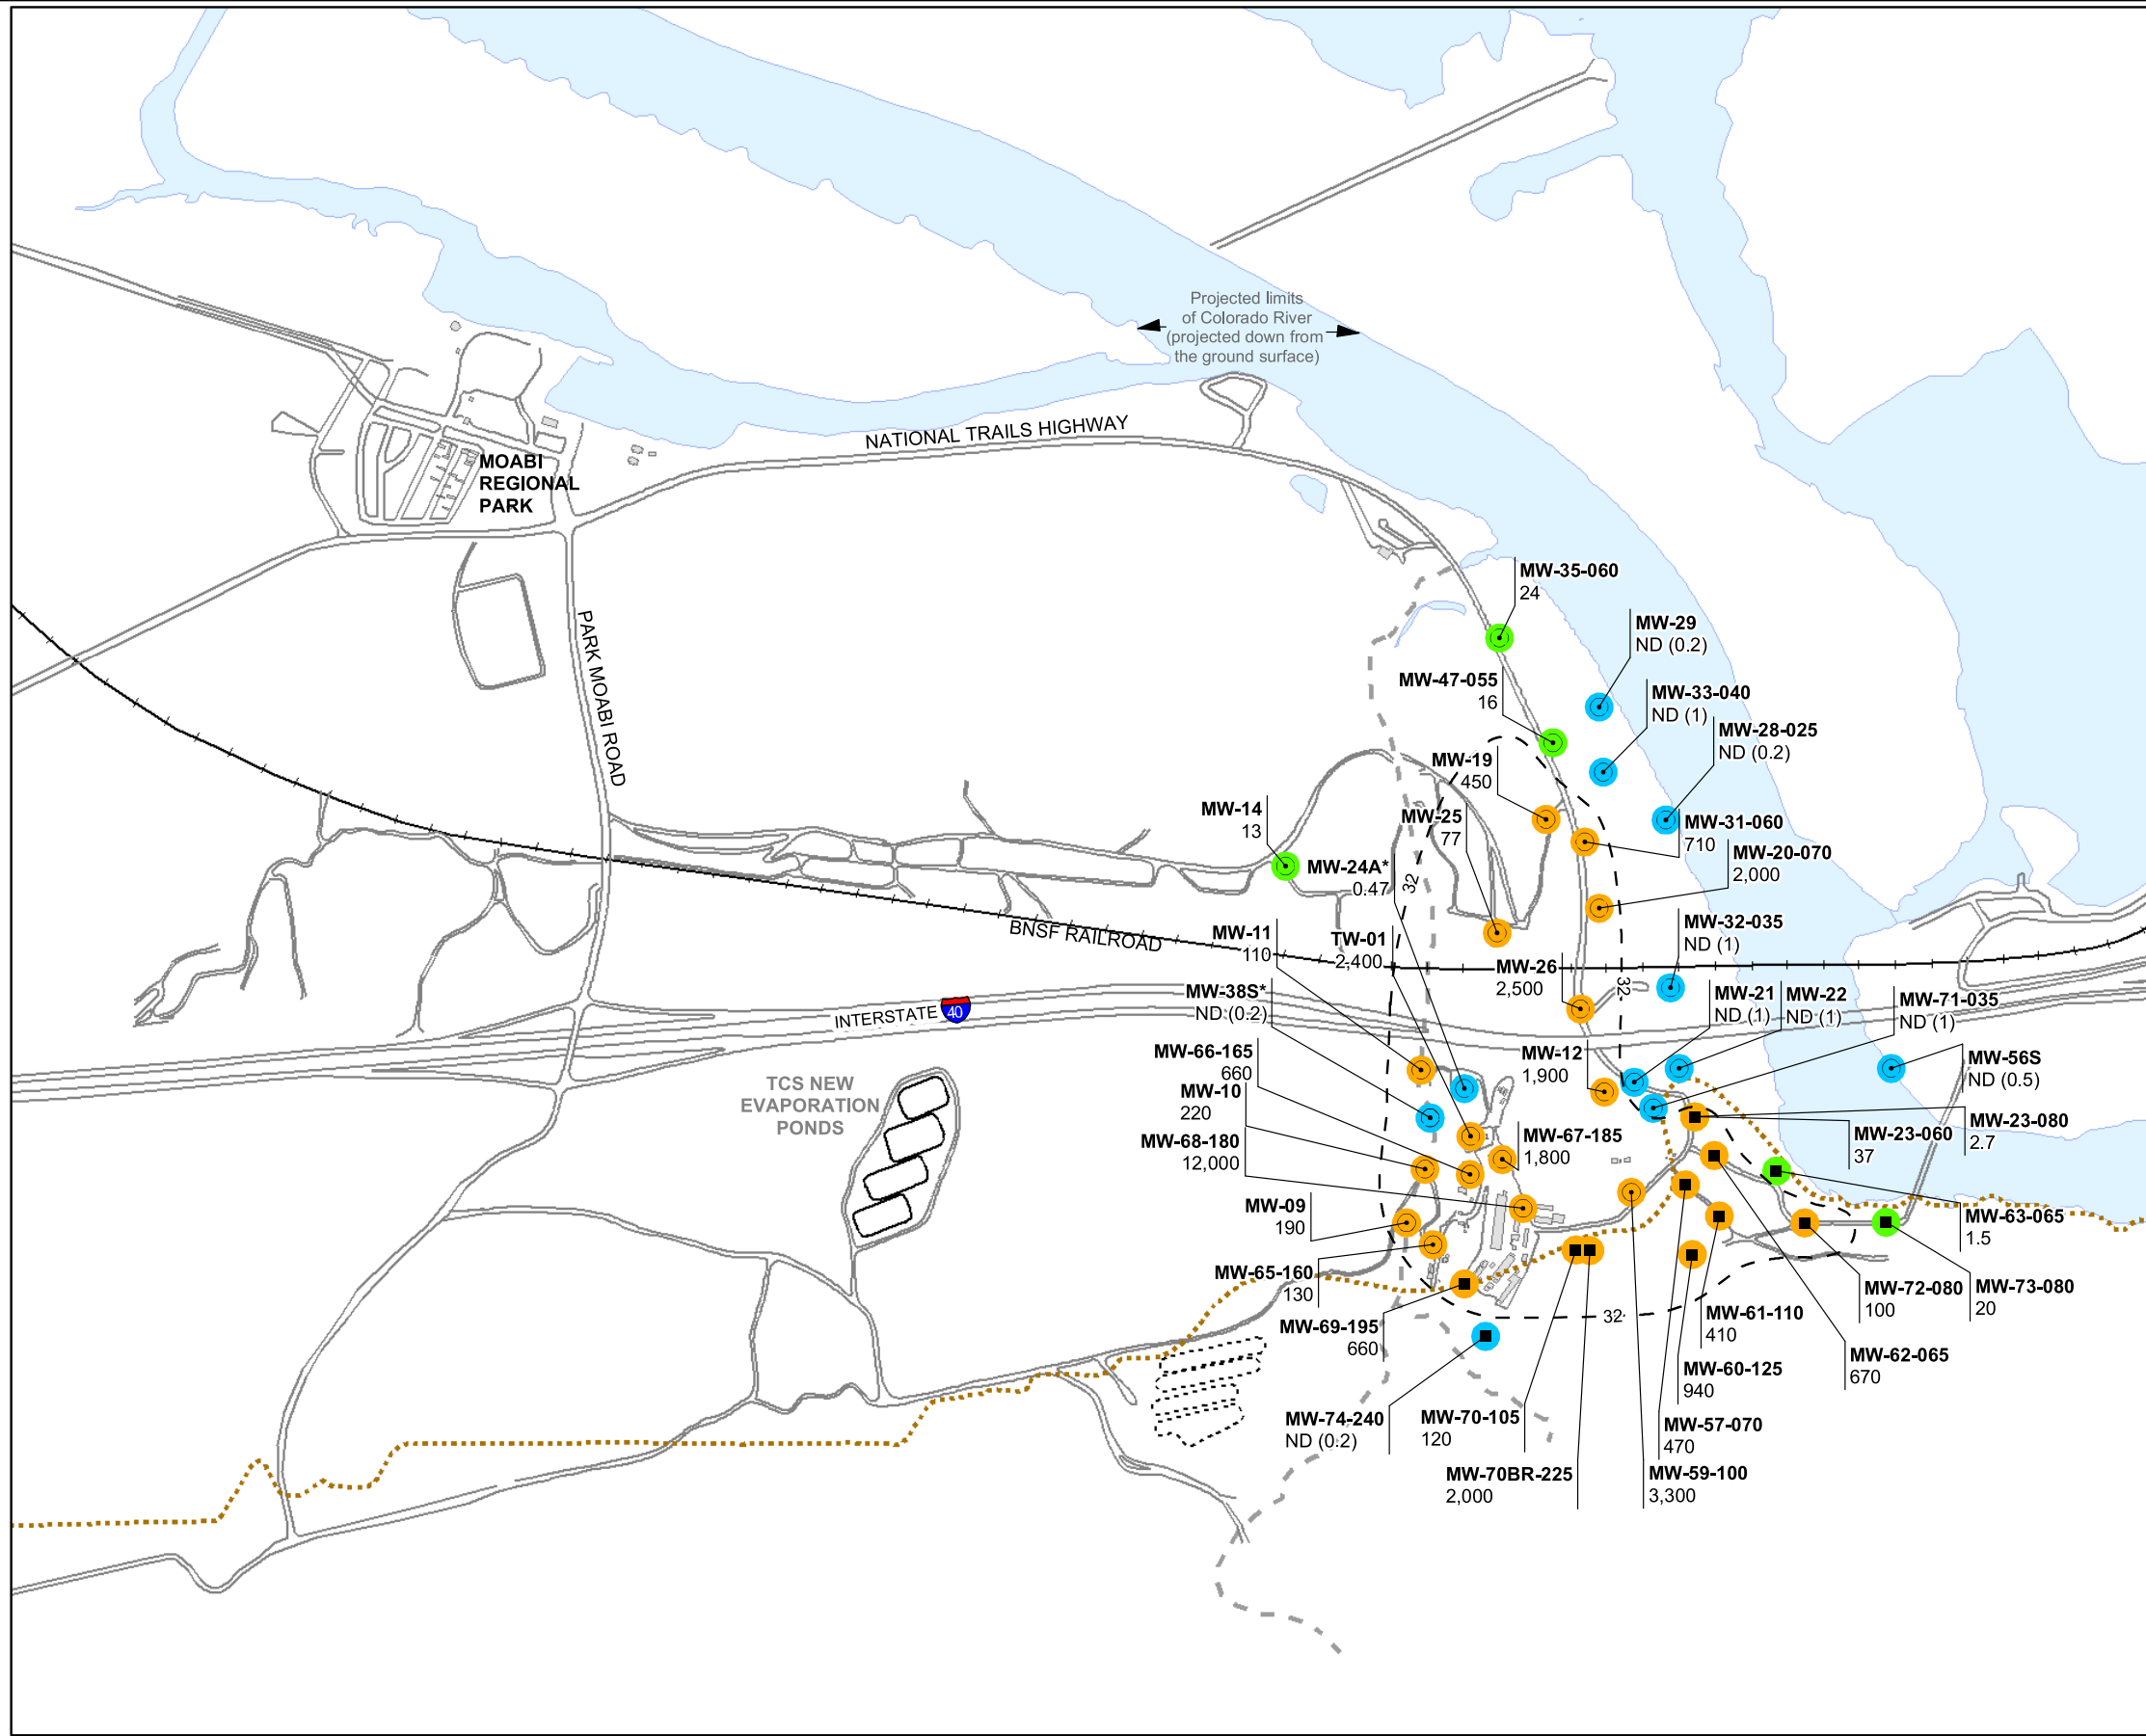 Projected limits
of Colorado River
(projected down from
the ground surface)
NATIONAL TRAILS HIGHWAY
MOABI
REGIONAL
PARK
PARK MOABI ROAD
MW-35-060
24
MW-29
ND (0.2)
MW-47-055
16
MW-33-040
ND (1)
MW-28-025
ND (0.2)
MW-19
450
MW-14
13
MW-25
77
MW-31-060
710
MW-24A*
0.47
32
MW-20-070
2,000
BNSF RAILROAD
MW-11
110
TW-01
2,400
MW-32-035
ND (1)
MW-26
2,500
32
MW-38S*
ND (0.2)
MW-21
ND (1)
MW-22
ND (1)
MW-71-035
ND (1)
INTERSTATE 40
MW-66-165
660
MW-12
1,900
MW-56S
ND (0.5)
TCS NEW
EVAPORATION
PONDS
MW-10
220
MW-68-180
12,000
MW-67-185
1,800
MW-23-060
37
MW-23-080
2.7
MW-09
190
MW-63-065
1.5
MW-65-160
130
MW-72-080
100
MW-73-080
20
MW-69-195
660
32
MW-61-110
410
MW-62-065
670
MW-60-125
940
MW-74-240
ND (0.2)
MW-70-105
120
MW-57-070
470
MW-70BR-225
2,000
MW-59-100
3,300